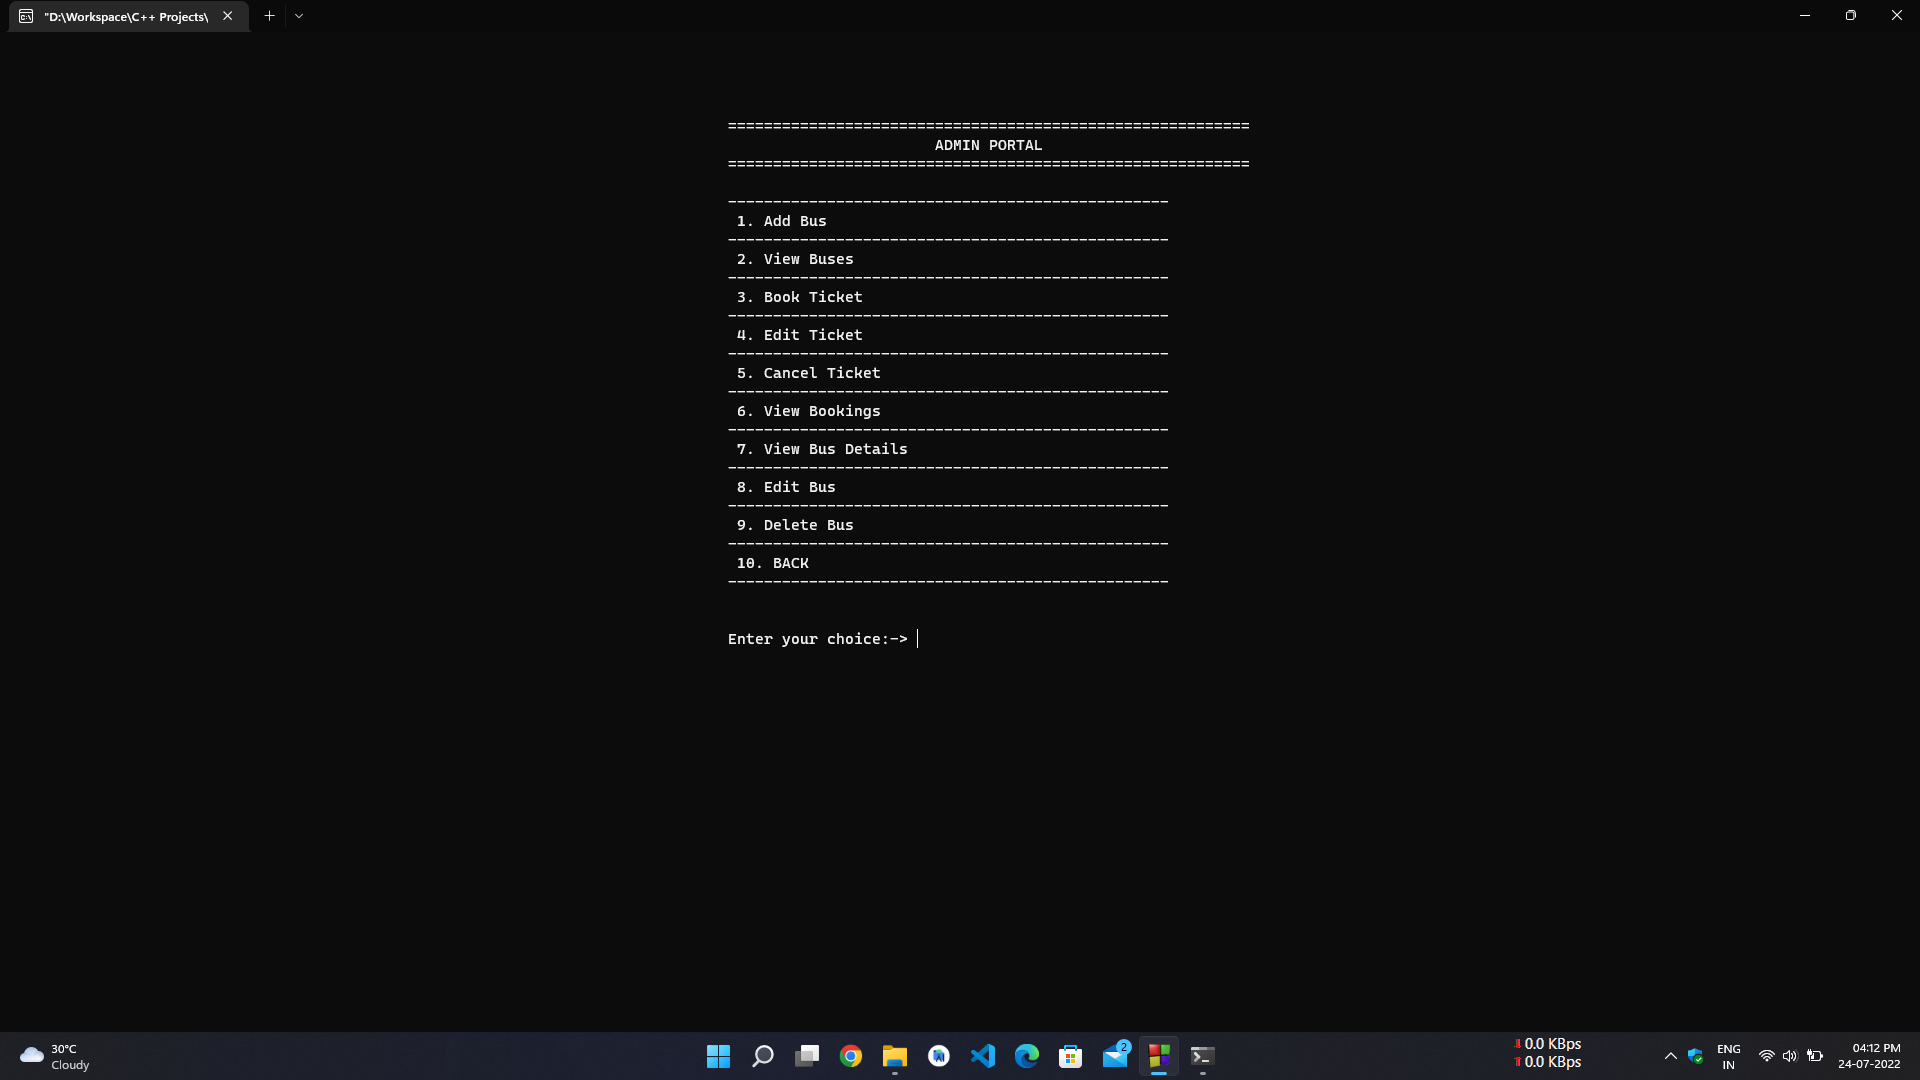 "D:\Workspace\C++ Projects\
==========================================================
ADMIN PORTAL
==========================================================
-------------------------------------------------
1. Add Bus
-------------------------------------------------
2. View Buses
-------------------------------------------------
3. Book Ticket
-------------------------------------------------
4. Edit Ticket
-------------------------------------------------
5. Cancel Ticket
-------------------------------------------------
6. View Bookings
-------------------------------------------------
7. View Bus Details
-------------------------------------------------
8. Edit Bus
-------------------------------------------------
9. Delete Bus
-------------------------------------------------
10. BACK
-------------------------------------------------
Enter your choice:->
30°C
Cloudy
AI
2
0.0 KBps
0.0 KBps
ENG
IN
04:12 PM
24-07-2022